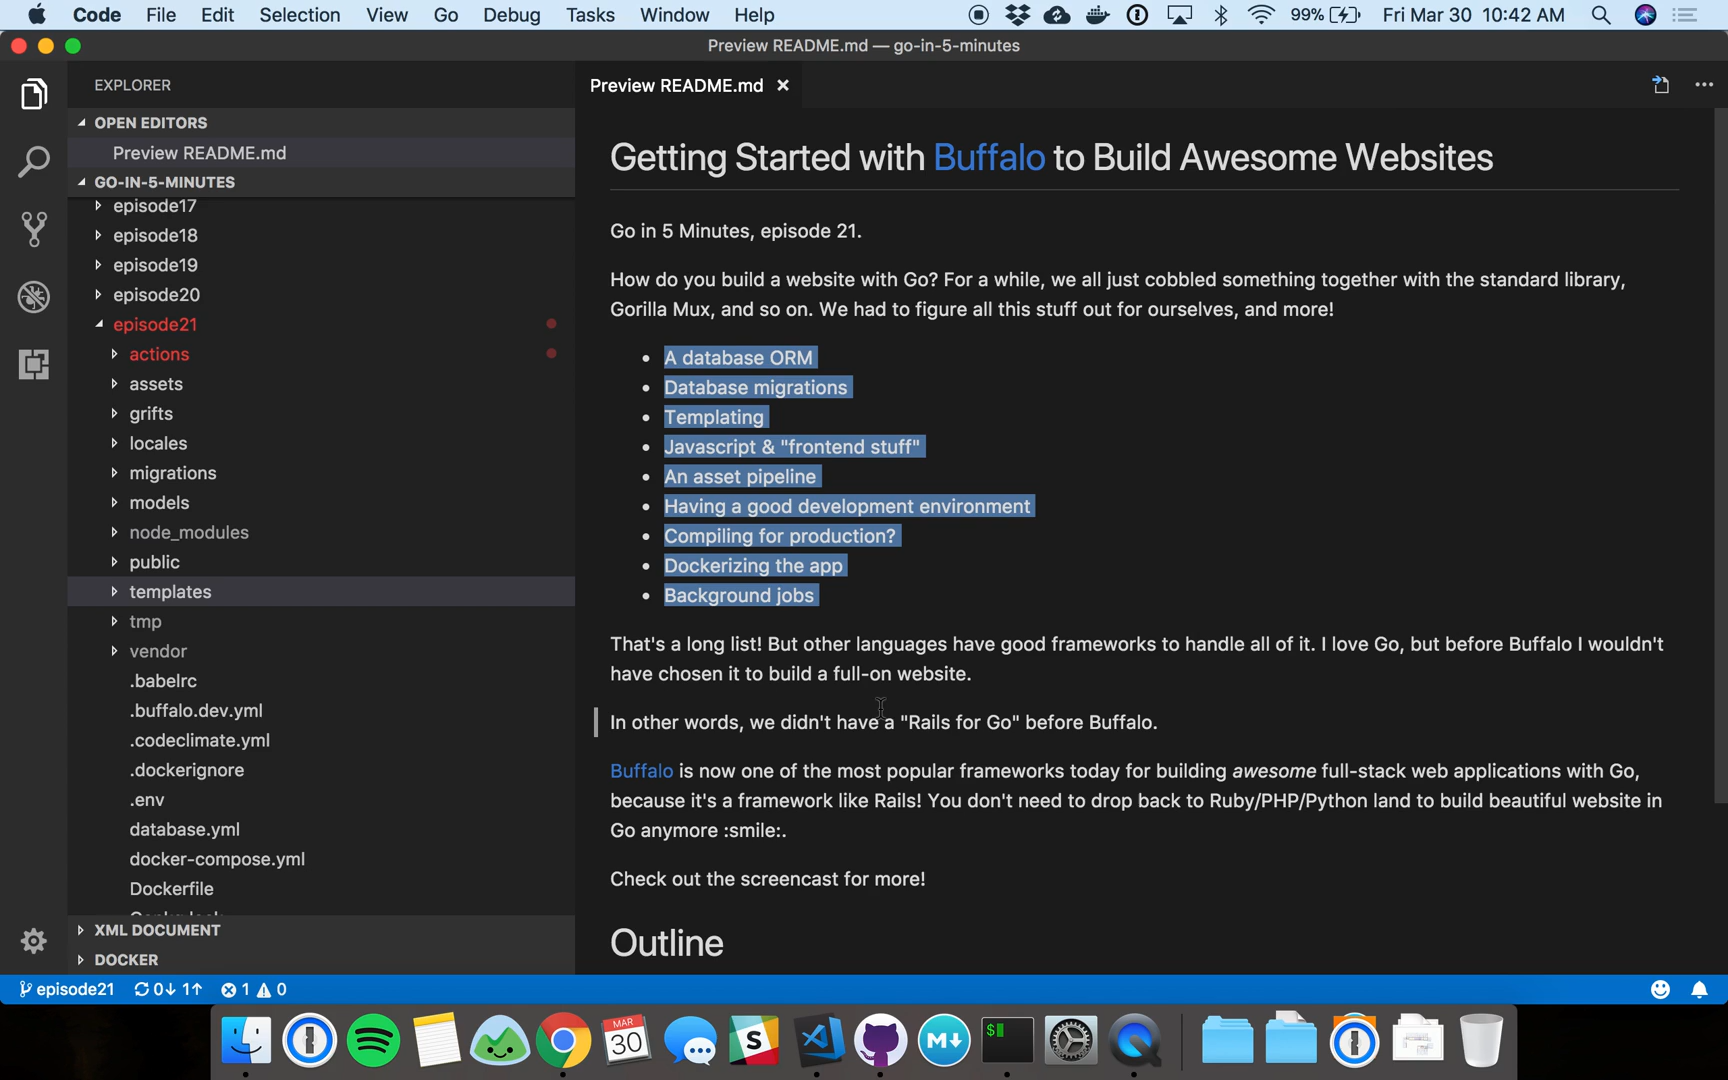 Code File Edit Selection View Go Debug Tasks Window Help 99% Fri Mar 30 10:42 AM
Preview README.md — go-in-5-minutes
EXPLORER
OPEN EDITORS
Preview README.md
GO-IN-5-MINUTES
episode17
episode18
episode19
episode20
episode21
actions
assets
grifts
locales
migrations
models
node_modules
public
templates
tmp
vendor
.babelrc
.buffalo.dev.yml
.codeclimate.yml
.dockerignore
.env
database.yml
docker-compose.yml
Dockerfile
XML DOCUMENT
DOCKER
Preview README.md
Getting Started with Buffalo to Build Awesome Websites
Go in 5 Minutes, episode 21.
How do you build a website with Go? For a while, we all just cobbled something together with the standard library,
Gorilla Mux, and so on. We had to figure all this stuff out for ourselves, and more!
• A database ORM
• Database migrations
• Templating
• Javascript & "frontend stuff"
• An asset pipeline
• Having a good development environment
• Compiling for production?
• Dockerizing the app
• Background jobs
That's a long list! But other languages have good frameworks to handle all of it. I love Go, but before Buffalo I wouldn't
have chosen it to build a full-on website.
In other words, we didn't have a "Rails for Go" before Buffalo.
Buffalo is now one of the most popular frameworks today for building awesome full-stack web applications with Go,
because it's a framework like Rails! You don't need to drop back to Ruby/PHP/Python land to build beautiful website in
Go anymore :smile:.
Check out the screencast for more!
Outline
episode21 0↓ 1↑ 1 0
MAR
30
S
M↓
$